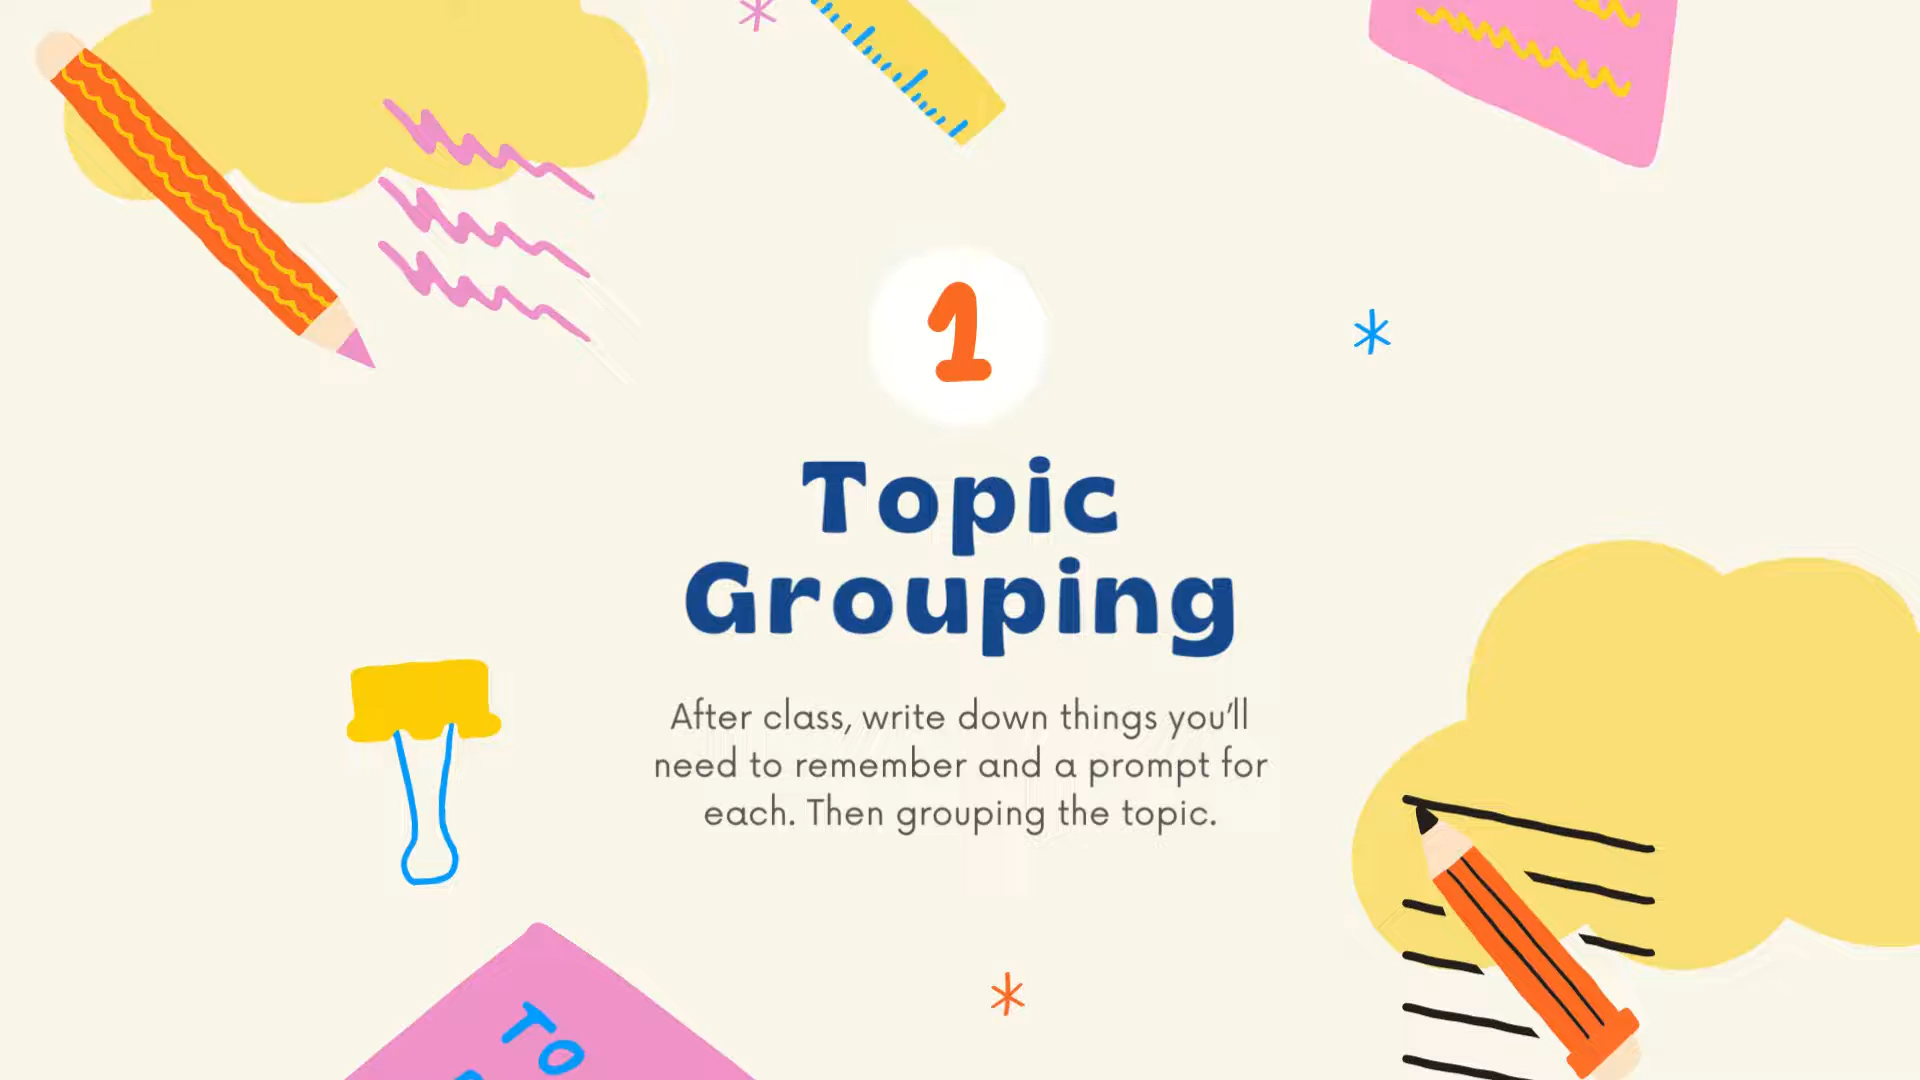 1
Topic
Grouping
After class, write down things you'll
need to remember and a prompt for
each. Then grouping the topic.
TO